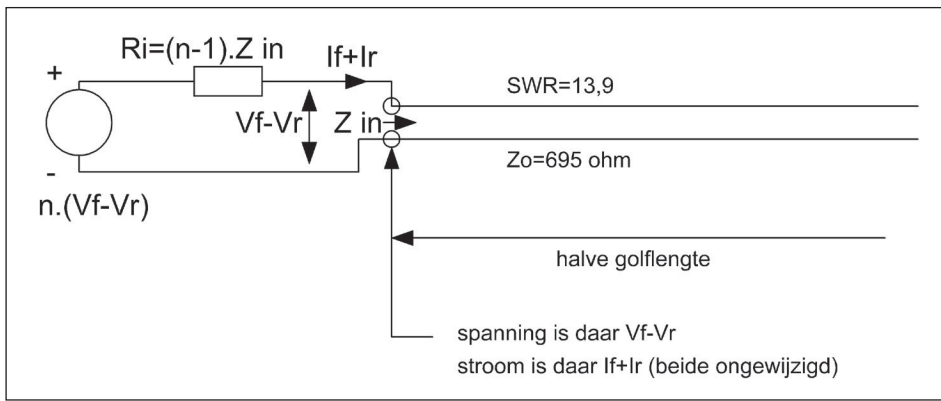 Ri=(n-1).Z in
If+Ir
+
SWR=13,9
Vf-Vr
Z in
Zo=695 ohm
-
n.(Vf-Vr)
halve golflengte
spanning is daar Vf-Vr
stroom is daar If+Ir (beide ongewijzigd)